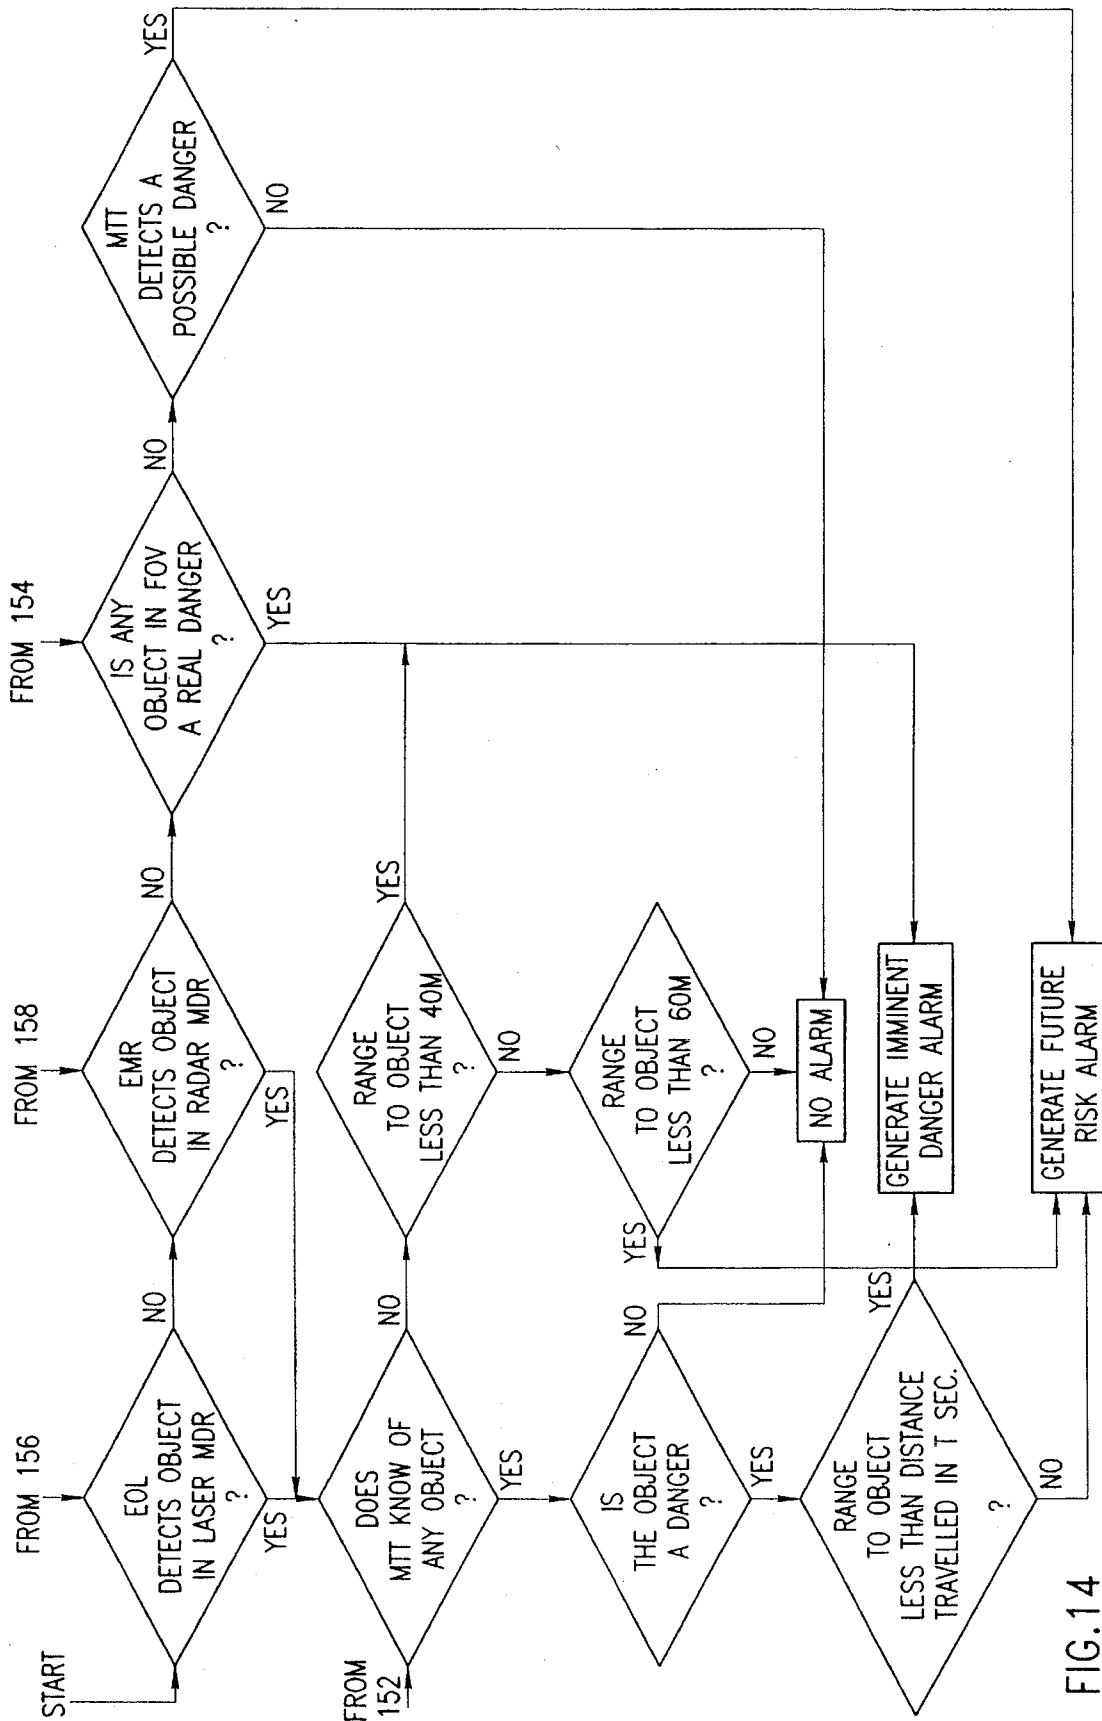 START
FROM 156
EOL
DETECTS OBJECT
IN LASER MDR
?
NO
YES
FROM 158
EMR
DETECTS OBJECT
IN RADAR MDR
?
NO
YES
FROM 154
IS ANY
OBJECT IN FOV
A REAL DANGER
?
NO
YES
MTT
DETECTS A
POSSIBLE DANGER
?
YES
NO
FROM
152
DOES
MTT KNOW OF
ANY OBJECT
?
NO
YES
RANGE
TO OBJECT
LESS THAN 40M
?
YES
NO
IS
THE OBJECT
A DANGER
?
NO
YES
RANGE
TO OBJECT
LESS THAN 60M
?
YES
NO
NO ALARM
RANGE
TO OBJECT
LESS THAN DISTANCE
TRAVELLED IN T SEC.
?
YES
NO
GENERATE IMMINENT
DANGER ALARM
GENERATE FUTURE
RISK ALARM
FIG.14